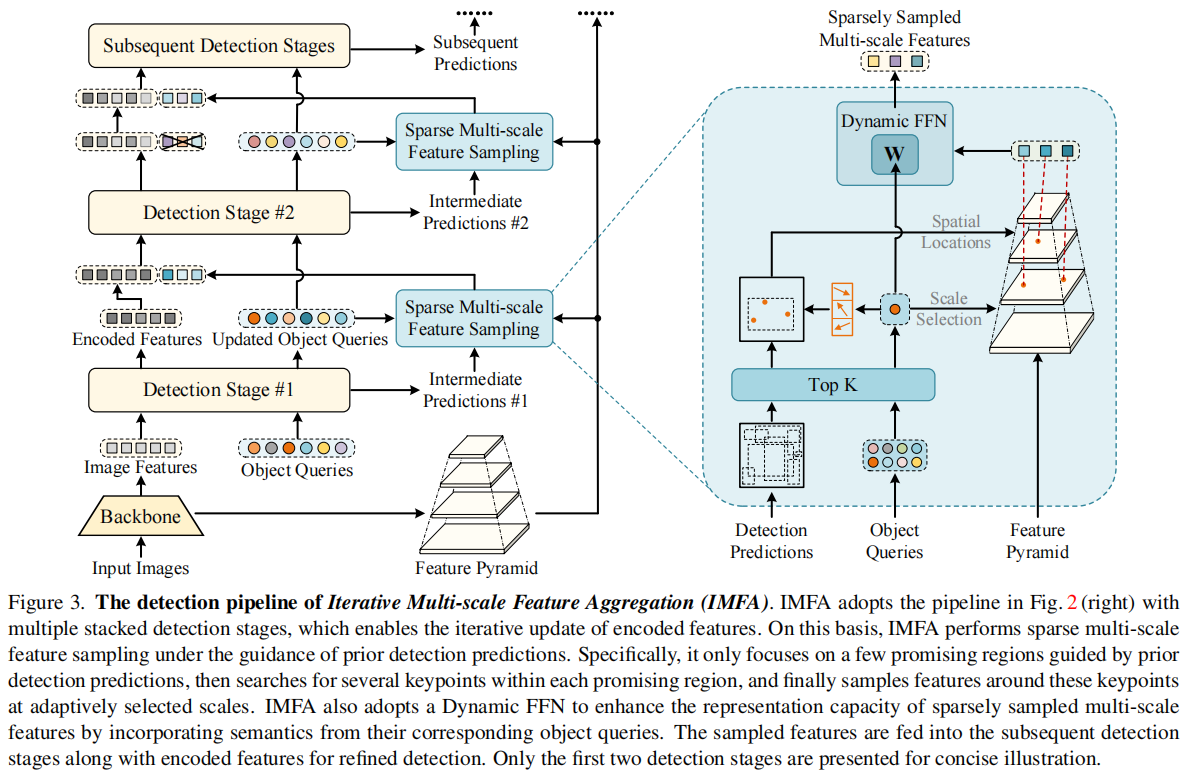 Subsequent Detection Stages
Subsequent
Predictions
Sparse Multi-scale
Feature Sampling
Detection Stage #2
Intermediate
Predictions #2
Sparse Multi-scale
Feature Sampling
Encoded Features
Updated Object Queries
Detection Stage #1
Intermediate
Predictions #1
Image Features
Object Queries
Backbone
Input Images
Feature Pyramid
Sparsely Sampled
Multi-scale Features
Dynamic FFN
W
Spatial
Locations
Scale
Selection
Top K
Detection
Predictions
Object
Queries
Feature
Pyramid
Figure 3. The detection pipeline of Iterative Multi-scale Feature Aggregation (IMFA). IMFA adopts the pipeline in Fig. 2 (right) with
multiple stacked detection stages, which enables the iterative update of encoded features. On this basis, IMFA performs sparse multi-scale
feature sampling under the guidance of prior detection predictions. Specifically, it only focuses on a few promising regions guided by prior
detection predictions, then searches for several keypoints within each promising region, and finally samples features around these keypoints
at adaptively selected scales. IMFA also adopts a Dynamic FFN to enhance the representation capacity of sparsely sampled multi-scale
features by incorporating semantics from their corresponding object queries. The sampled features are fed into the subsequent detection
stages along with encoded features for refined detection. Only the first two detection stages are presented for concise illustration.